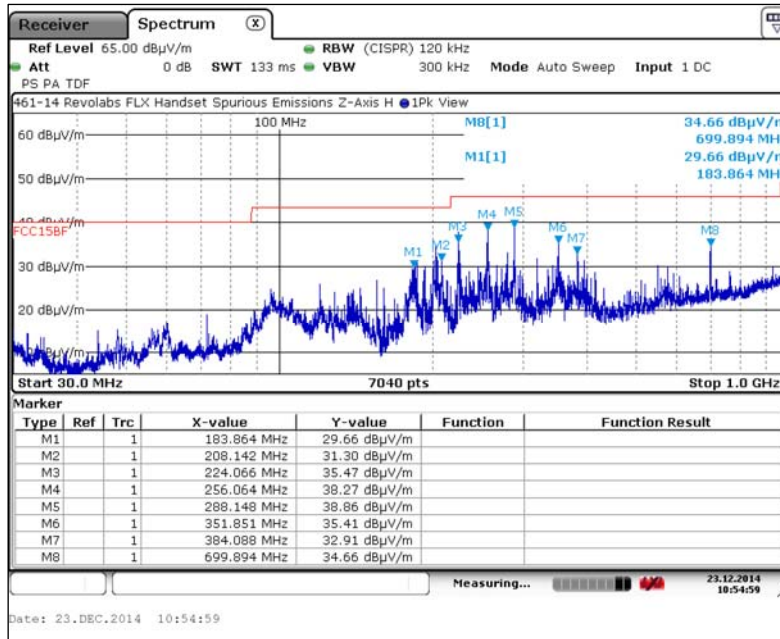 Receiver Spectrum X
Ref Level 65.00 dBµV/m RBW (CISPR) 120 kHz
Att 0 dB SWT 133 ms VBW 300 kHz Mode Auto Sweep Input 1 DC
PS PA TDF
461-14 Revolabs FLX Handset Spurious Emissions Z-Axis H 1Pk View
100 MHz M8[1] 34.66 dBµV/m
60 dBµV/m 699.894 MH
M1[1] 29.66 dBµV/m
50 dBµV/m 183.864 MH
40 dBµV/m
FCC15BF
M1 M2 M3 M4 M5 M6 M7 M8
30 dBµV/m
20 dBµV/m
10 dBµV/m
Start 30.0 MHz 7040 pts Stop 1.0 GHz
Marker
Type Ref Trc X-value Y-value Function Function Result
M1 1 183.864 MHz 29.66 dBµV/m
M2 1 208.142 MHz 31.30 dBµV/m
M3 1 224.066 MHz 35.47 dBµV/m
M4 1 256.064 MHz 38.27 dBµV/m
M5 1 288.148 MHz 38.86 dBµV/m
M6 1 351.851 MHz 35.41 dBµV/m
M7 1 384.088 MHz 32.91 dBµV/m
M8 1 699.894 MHz 34.66 dBµV/m
Measuring... 23.12.2014
10:54:59
Date: 23.DEC.2014 10:54:59